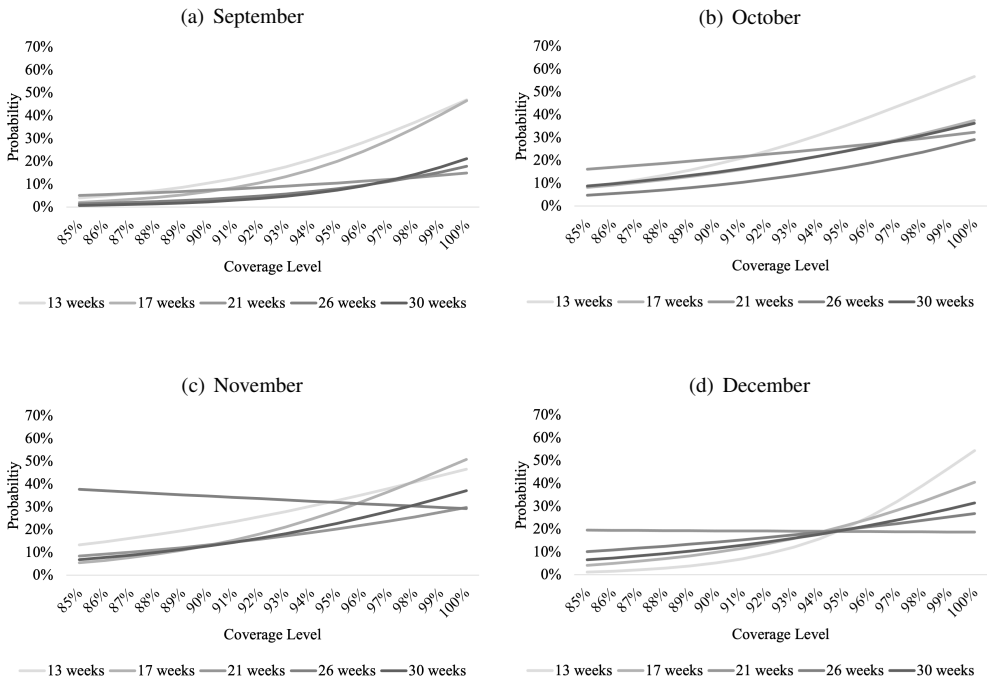 (a) September
70%
60%
50%
40%
30%
20%
10%
0%
Probabiltiy
85% 86% 87% 88% 89% 90% 91% 92% 93% 94% 95% 96% 97% 98% 99% 100%
Coverage Level
13 weeks 17 weeks 21 weeks 26 weeks 30 weeks
(b) October
70%
60%
50%
40%
30%
20%
10%
0%
Probabiltiy
85% 86% 87% 88% 89% 90% 91% 92% 93% 94% 95% 96% 97% 98% 99% 100%
Coverage Level
13 weeks 17 weeks 21 weeks 26 weeks 30 weeks
(c) November
70%
60%
50%
40%
30%
20%
10%
0%
Probabiltiy
85% 86% 87% 88% 89% 90% 91% 92% 93% 94% 95% 96% 97% 98% 99% 100%
Coverage Level
13 weeks 17 weeks 21 weeks 26 weeks 30 weeks
(d) December
70%
60%
50%
40%
30%
20%
10%
0%
Probabiltiy
85% 86% 87% 88% 89% 90% 91% 92% 93% 94% 95% 96% 97% 98% 99% 100%
Coverage Level
13 weeks 17 weeks 21 weeks 26 weeks 30 weeks